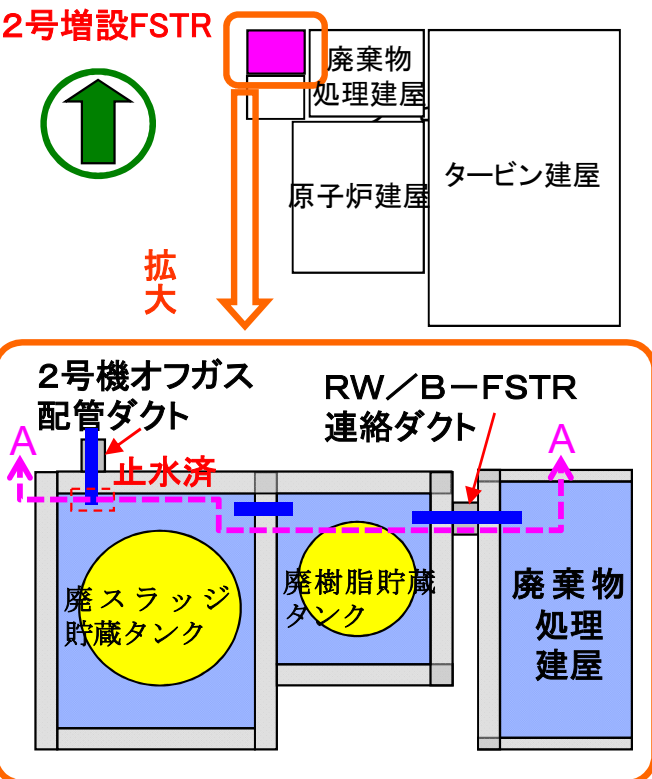 2号増設FSTR
廃棄物
処理建屋
原子炉建屋
タービン建屋
拡
大
2号機オフガス
配管ダクト
RW/B-FSTR
連絡ダクト
A
A
止水済
廃スラッジ
貯蔵タンク
廃樹脂貯蔵
タンク
廃棄物
処理
建屋